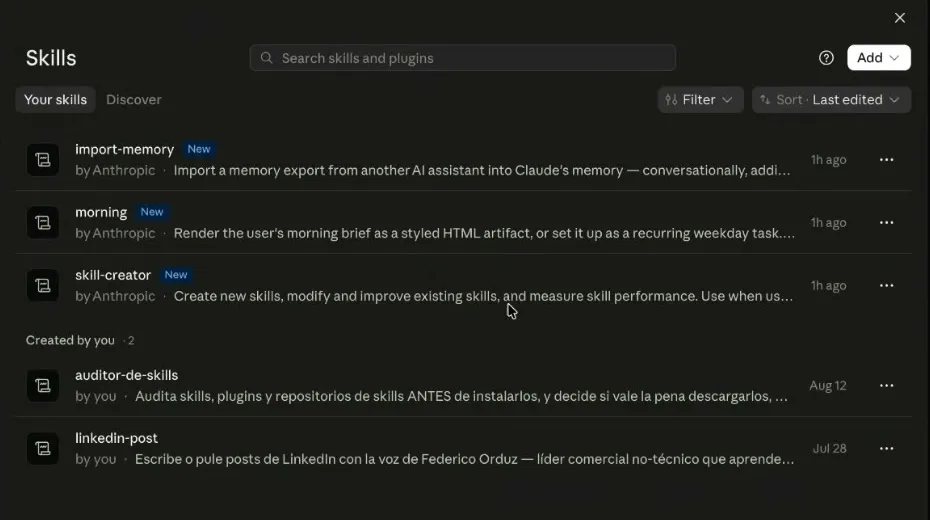 Skills
Search skills and plugins
Add
Your skills
Discover
Filter
Sort · Last edited
import-memory New
by Anthropic · Import a memory export from another AI assistant into Claude's memory — conversationally, addi...
1h ago
morning New
by Anthropic · Render the user's morning brief as a styled HTML artifact, or set it up as a recurring weekday task....
1h ago
skill-creator New
by Anthropic · Create new skills, modify and improve existing skills, and measure skill performance. Use when us...
1h ago
Created by you · 2
auditor-de-skills
by you · Audita skills, plugins y repositorios de skills ANTES de instalarlos, y decide si vale la pena descargarlos, ...
Aug 12
linkedin-post
by you · Escribe o pule posts de LinkedIn con la voz de Federico Orduz — líder comercial no-técnico que aprende...
Jul 28